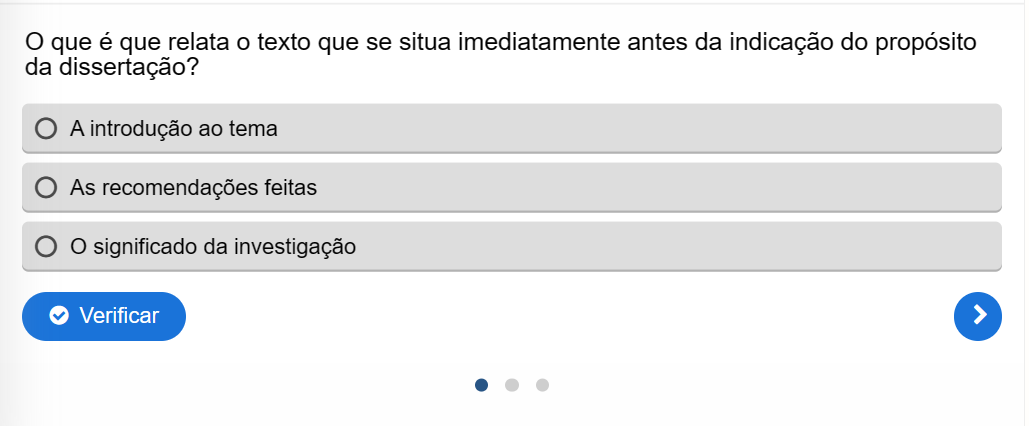 O que é que relata o texto que se situa imediatamente antes da indicação do propósito
da dissertação?
A introdução ao tema
As recomendações feitas
O significado da investigação
Verificar